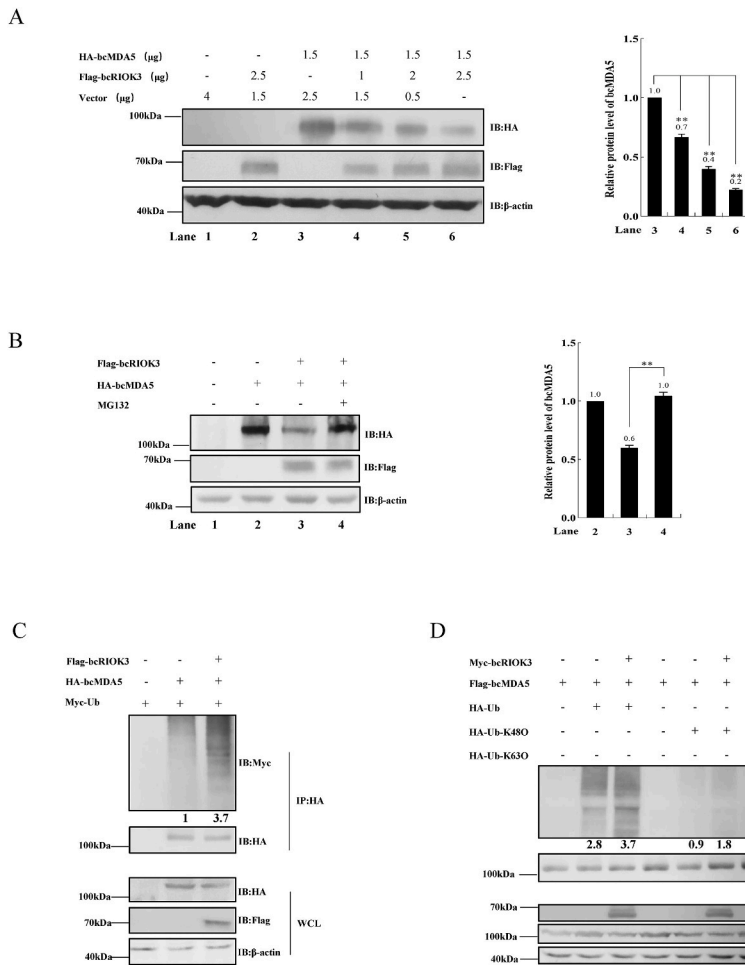 A
HA-bcMDA5 (μg) - - 1.5 1.5 1.5 1.5
Flag-bcRIOK3 (μg) - 2.5 - 1 2 2.5
Vector (μg) 4 1.5 2.5 1.5 0.5 -
100kDa
IB:HA
70kDa
IB:Flag
40kDa
IB:β-actin
Lane 1 2 3 4 5 6
Relative protein level of bcMDA5
1.5
1.0
0.5
0.0
1.0
**
0.7
**
0.4
**
0.2
Lane 3 4 5 6
B
Flag-bcRIOK3 - - + +
HA-bcMDA5 - + + +
MG132 - - - +
IB:HA
100kDa
70kDa
IB:Flag
40kDa
IB:β-actin
Lane 1 2 3 4
Relative protein level of bcMDA5
1.5
1.0
0.5
0.0
1.0
0.6
**
1.0
Lane 2 3 4
C
Flag-bcRIOK3 - - +
HA-bcMDA5 - + +
Myc-Ub + + +
IB:Myc
1 3.7
IP:HA
IB:HA
100kDa
IB:HA
100kDa
IB:Flag
70kDa
WCL
IB:β-actin
40kDa
D
Myc-bcRIOK3 - - + - - +
Flag-bcMDA5 + + + + + +
HA-Ub - + + - - -
HA-Ub-K48O - - - - + +
HA-Ub-K63O - - - - - -
2.8 3.7 0.9 1.8
100kDa
70kDa
100kDa
40kDa